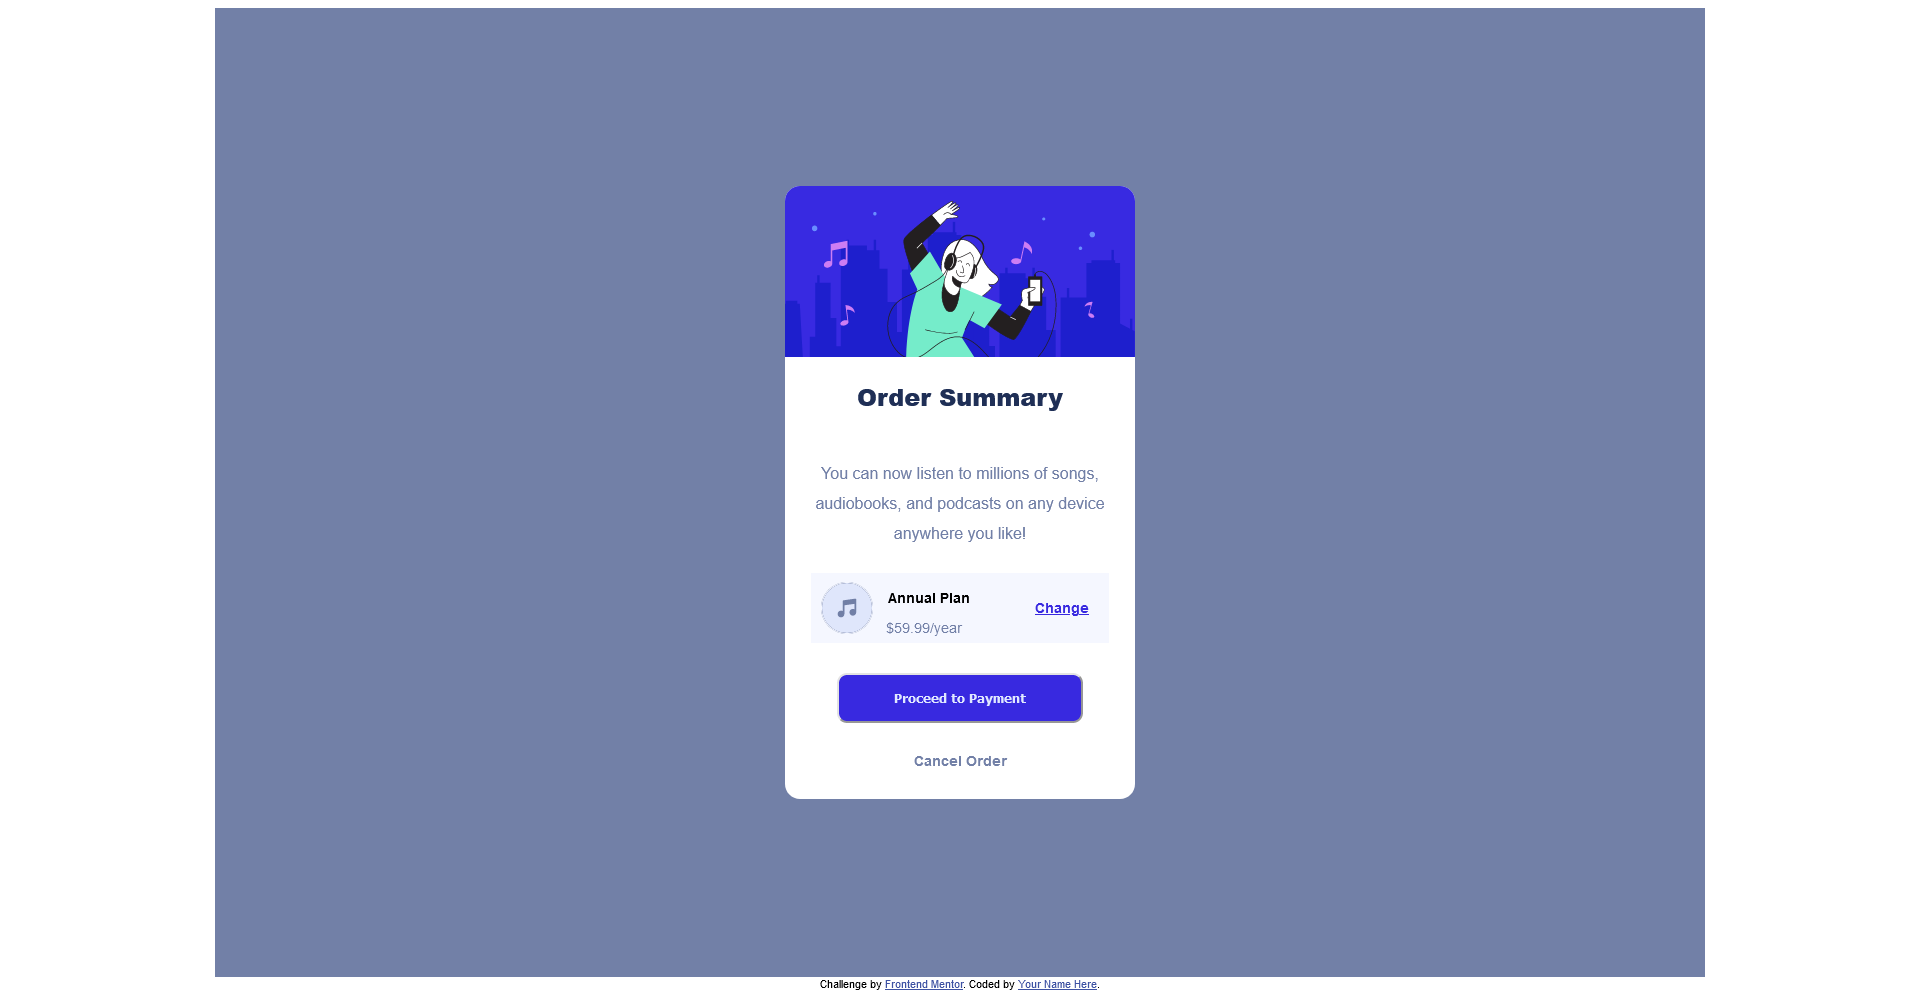 Order Summary
You can now listen to millions of songs,
audiobooks, and podcasts on any device
anywhere you like!
Annual Plan
$59.99/year
Change
Proceed to Payment
Cancel Order
Challenge by Frontend Mentor. Coded by Your Name Here.